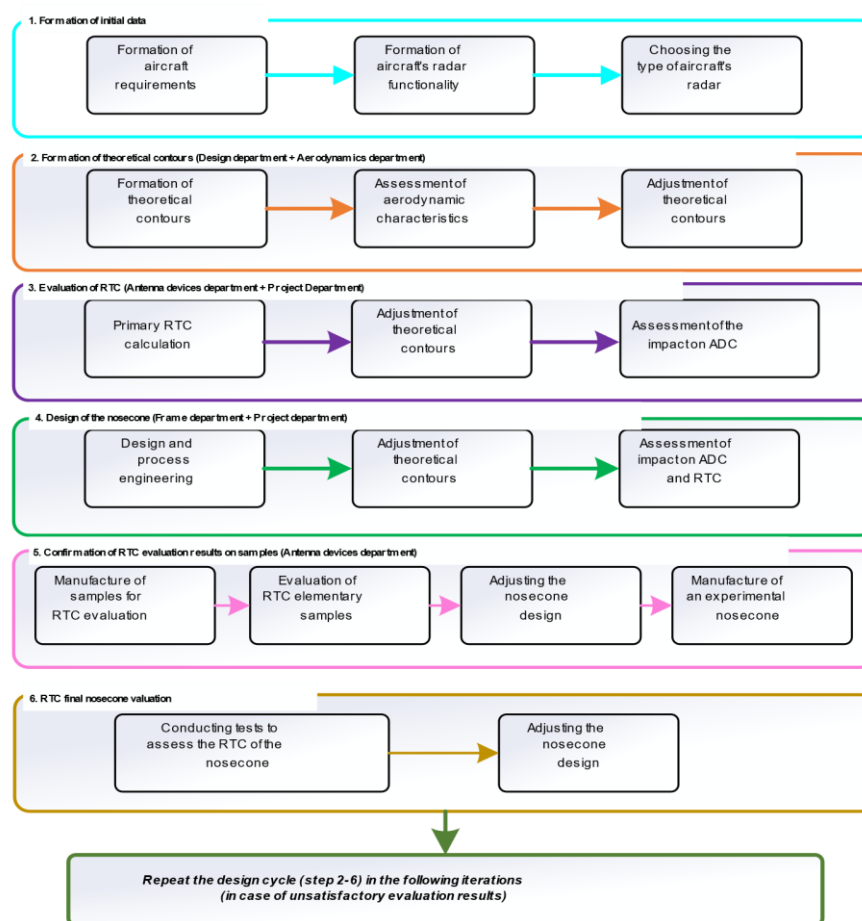 1. Formation of initial data
Formation of
aircraft
requirements
Formation of
aircraft's radar
functionality
Choosing the
type of aircraft's
radar
2. Formation of theoretical contours (Design department + Aerodynamics department)
Formation of
theoretical
contours
Assessment of
aerodynamic
characteristics
Adjustment of
theoretical
contours
3. Evaluation of RTC (Antenna devices department + Project Department)
Primary RTC
calculation
Adjustment of
theoretical
contours
Assessment of the
impact on ADC
4. Design of the nosecone (Frame department + Project department)
Design and
process
engineering
Adjustment of
theoretical
contours
Assessment of
impact on ADC
and RTC
5. Confirmation of RTC evaluation results on samples (Antenna devices department)
Manufacture of
samples for
RTC evaluation
Evaluation of
RTC elementary
samples
Adjusting the
nosecone
design
Manufacture of
an experimental
nosecone
6. RTC final nosecone valuation
Conducting tests to
assess the RTC of the
nosecone
Adjusting the
nosecone
design
Repeat the design cycle (step 2-6) in the following iterations
(in case of unsatisfactory evaluation results)